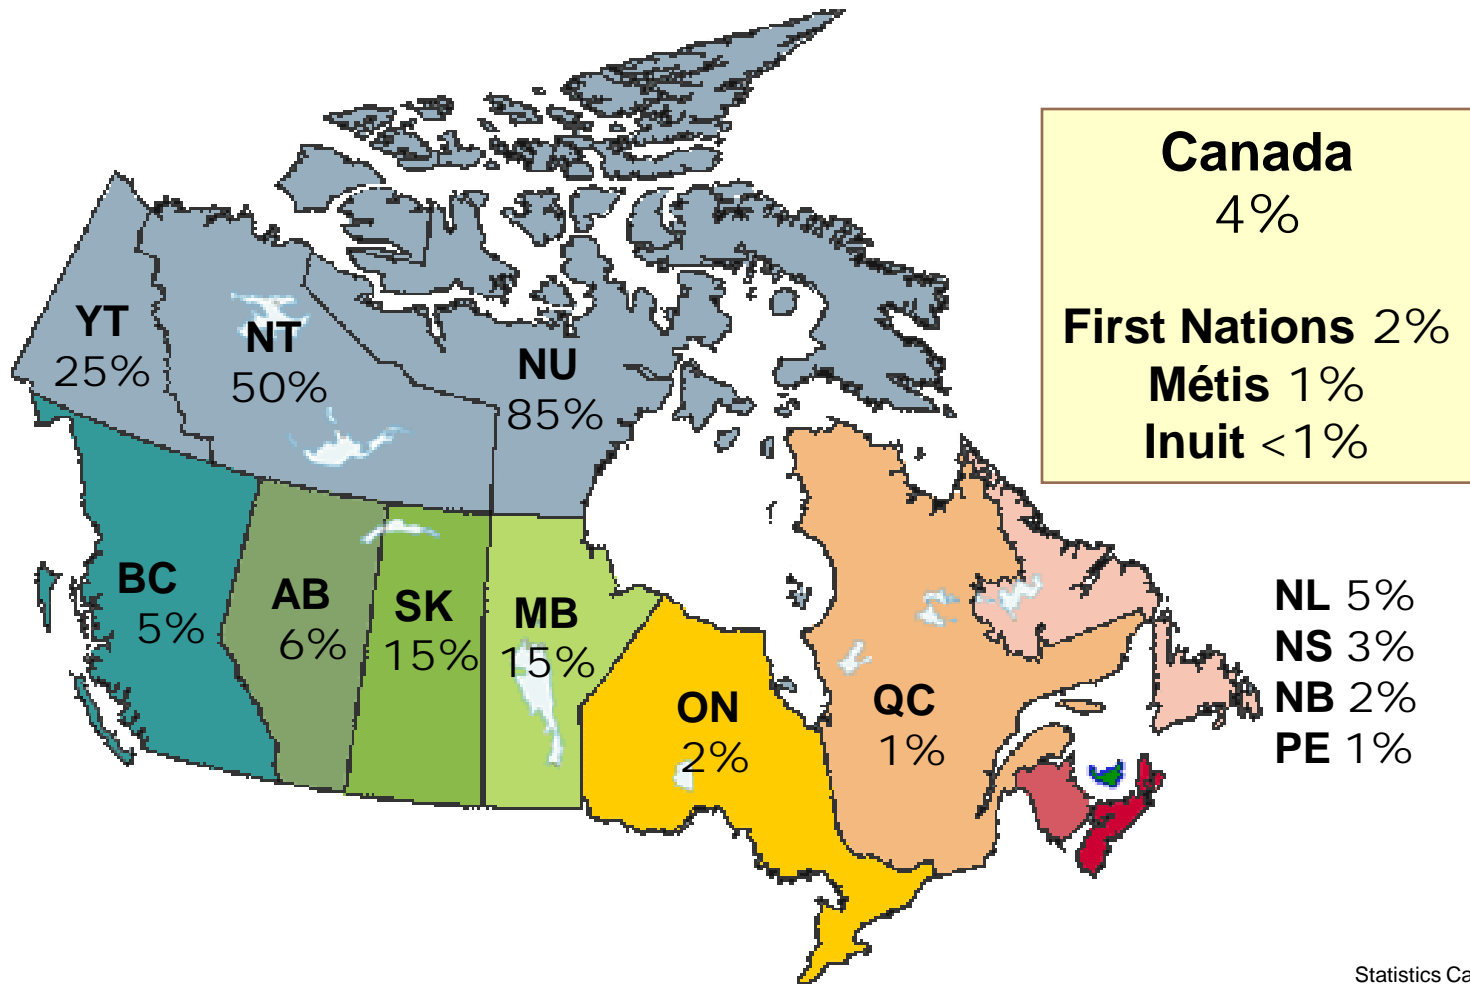 Canada
4%
First Nations 2%
Métis 1%
Inuit <1%
YT
25%
NT
50%
NU
85%
BC
5%
AB
6%
SK
15%
MB
15%
ON
2%
QC
1%
NL 5%
NS 3%
NB 2%
PE 1%
Statistics Ca